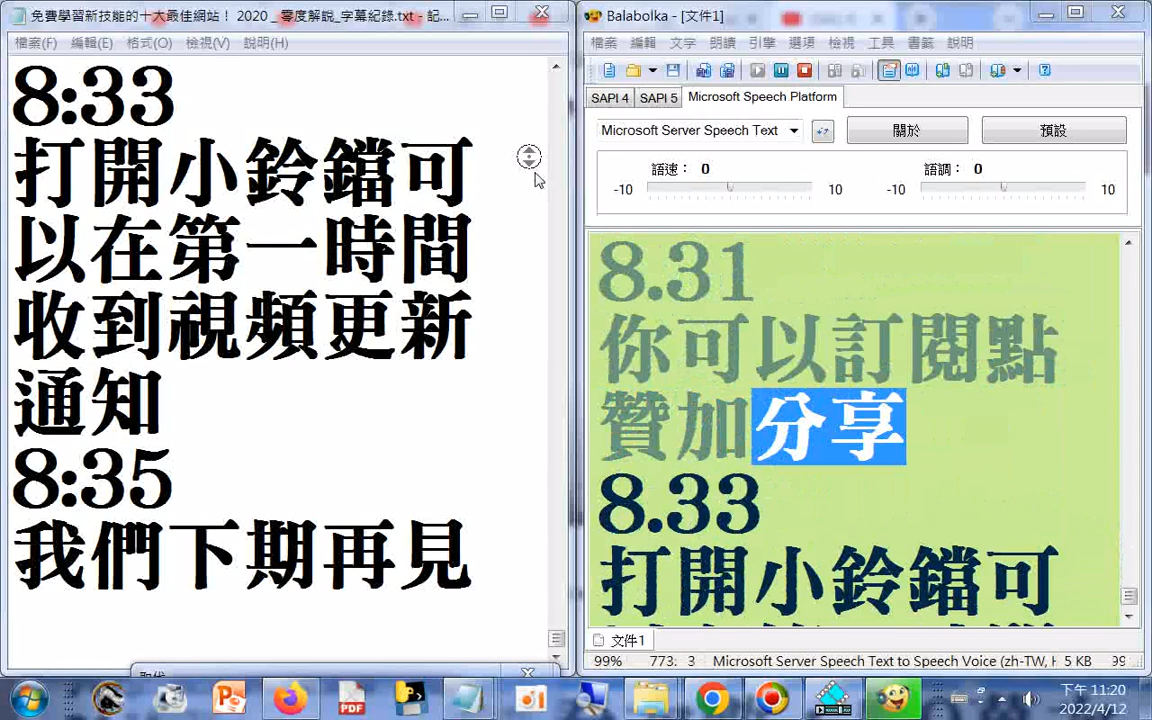 免費學習新技能的十大最佳網站！ 2020 _ 零度解說_字幕紀錄.txt - 記...
檔案(F) 編輯(E) 格式(O) 檢視(V) 說明(H)
8:33
打開小鈴鐺可
以在第一時間
收到視頻更新
通知
8:35
我們下期再見
Balabolka - [文件1]
檔案 編輯 文字 朗讀 引擎 選項 檢視 工具 書籤 說明
SAPI 4 SAPI 5 Microsoft Speech Platform
Microsoft Server Speech Text 關於 預設
語速： 0 語調： 0
-10 10 -10 10
8.31
你可以訂閱點
贊加分享
8.33
打開小鈴鐺可
文件1
99% 773: 3 Microsoft Server Speech Text to Speech Voice (zh-TW, H 5 KB 99
PDF
下午 11:20
2022/4/12